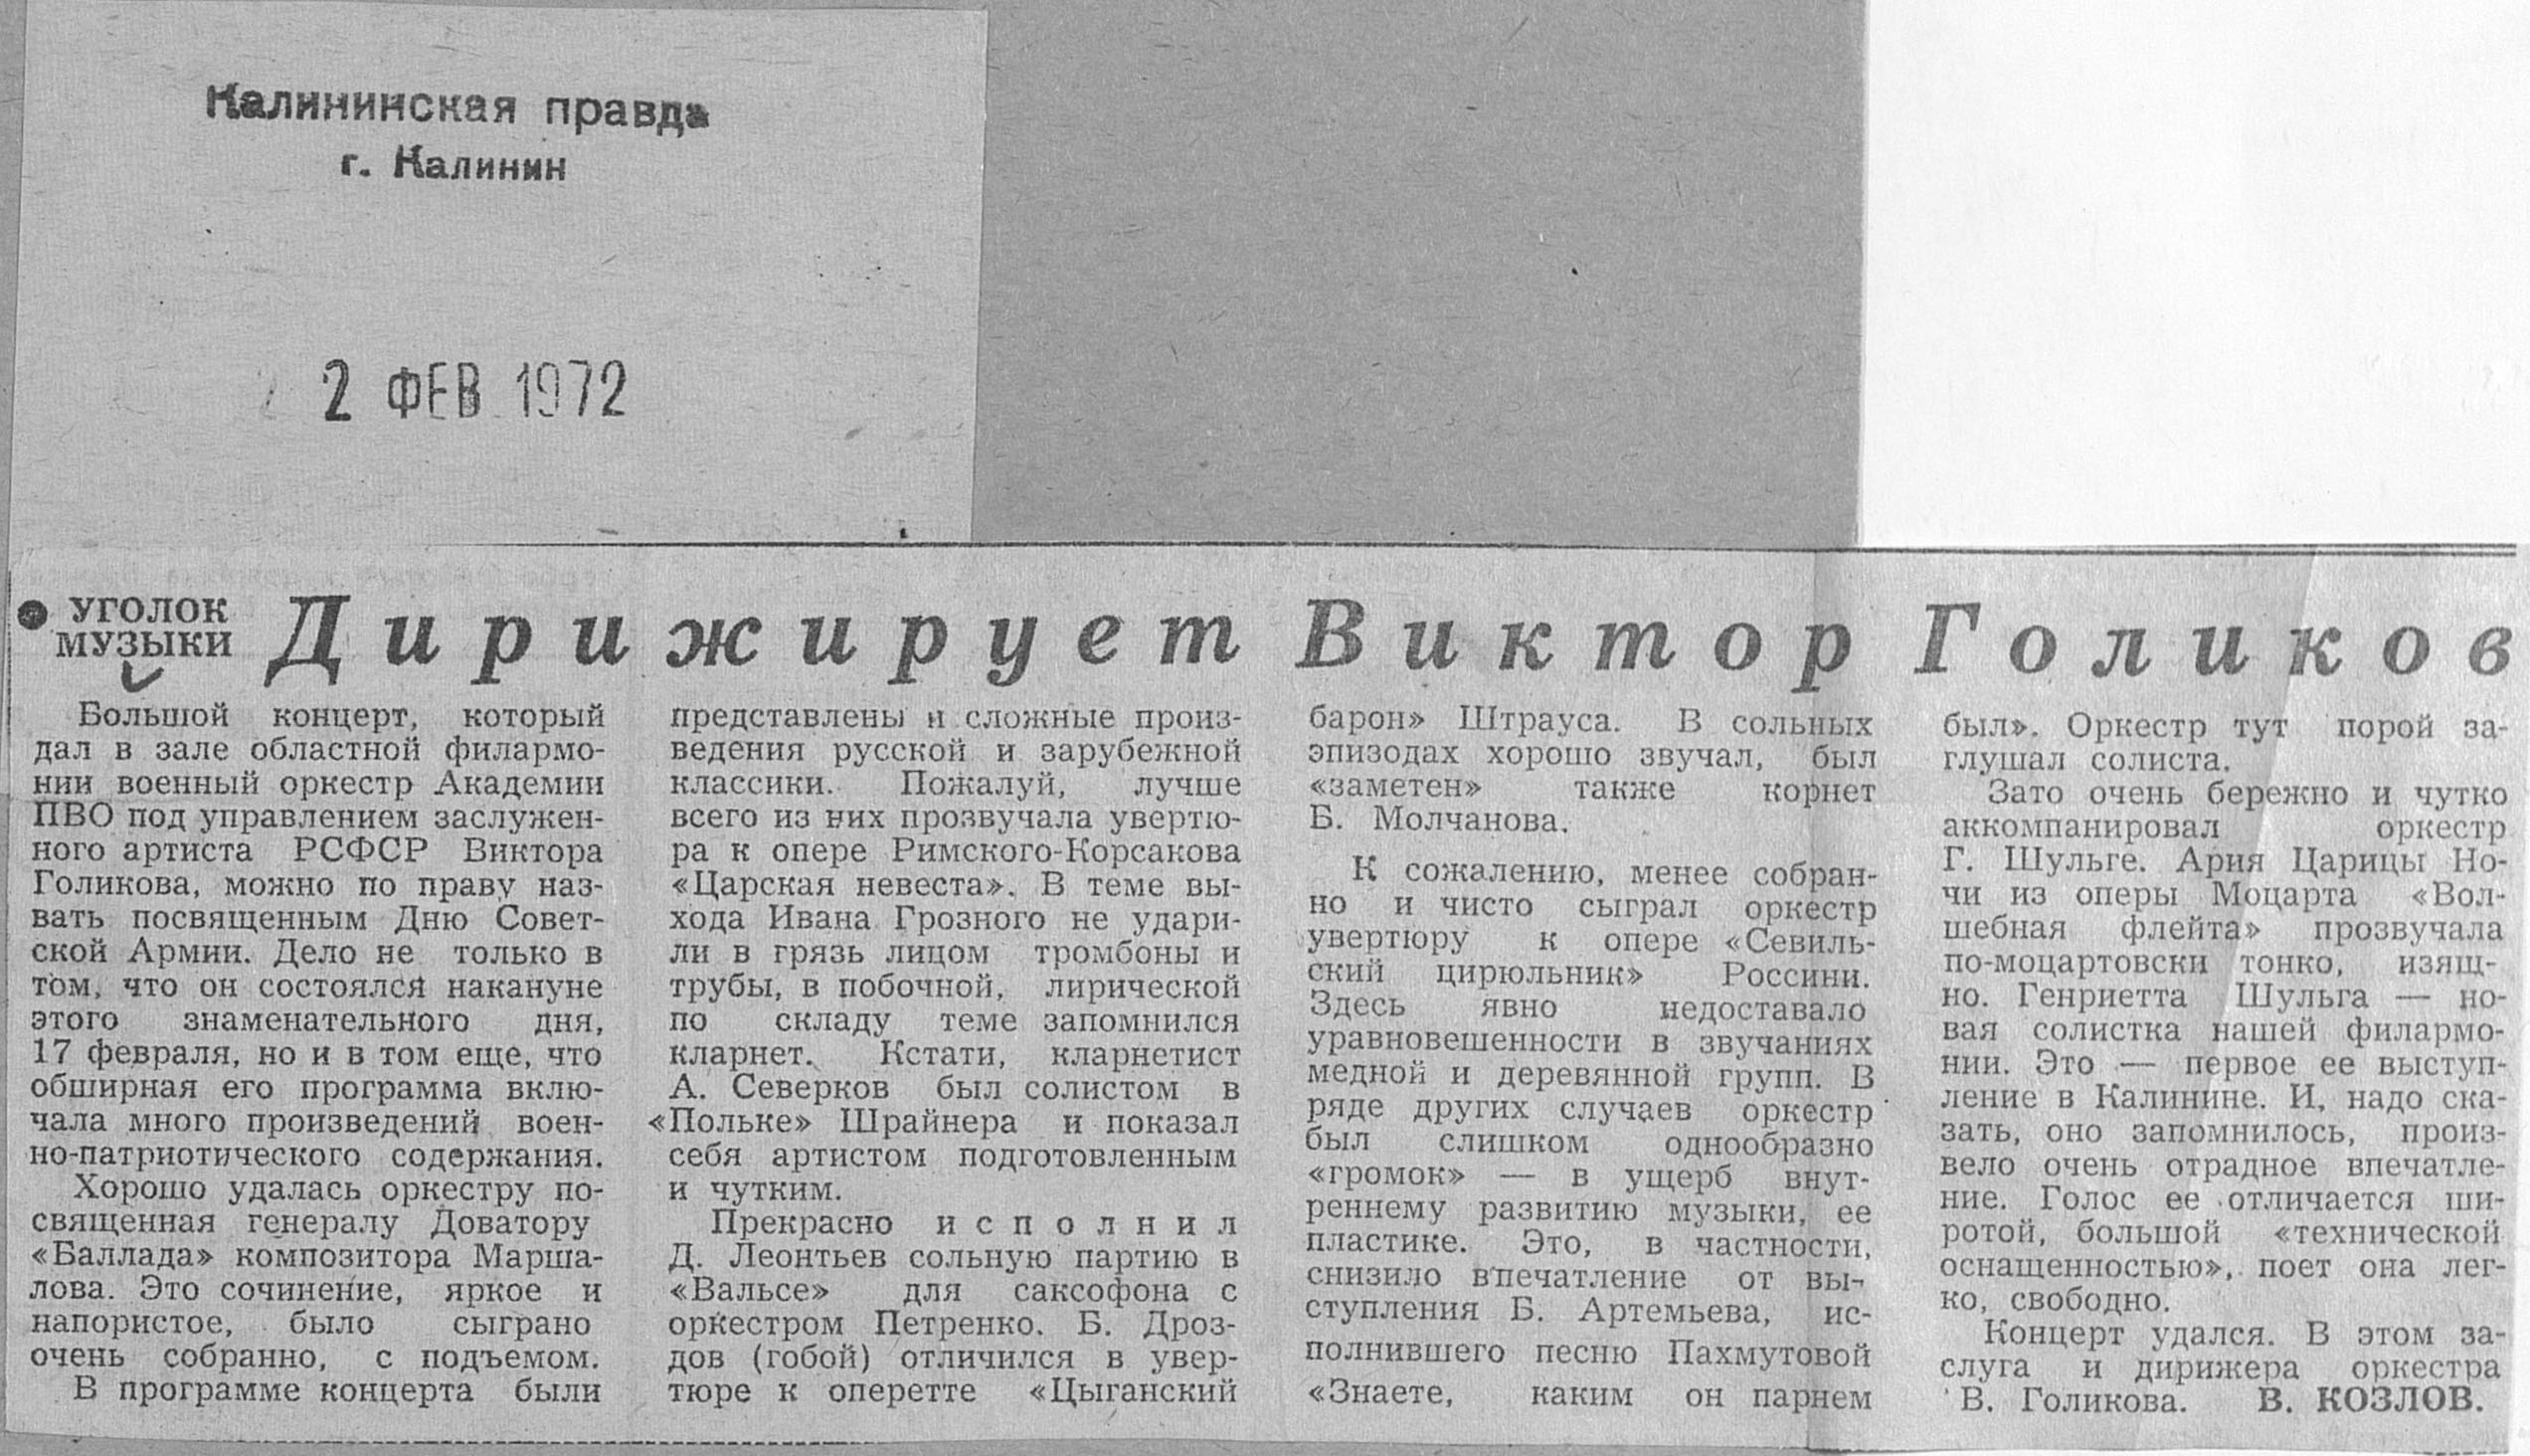 Калининская правда
г. Калинин
2 ФЕВ 1972
УГОЛОК
МУЗЫКИ
Дирижирует Виктор Голиков
Большой концерт, который
дал в зале областной филармо-
нии военный оркестр Академии
ПВО под управлением заслужен-
ного артиста РСФСР Виктора
Голикова, можно по праву наз-
вать посвященным Дню Совет-
ской Армии. Дело не только в
том, что он состоялся накануне
этого знаменательного дня,
17 февраля, но и в том еще, что
обширная его программа вклю-
чала много произведений воен-
но-патриотического содержания.
Хорошо удалась оркестру по-
священная генералу Доватору
«Баллада» композитора Марша-
лова. Это сочинение, яркое и
напористое, было сыграно
очень собранно, с подъемом.
В программе концерта были
представлены и сложные произ-
ведения русской и зарубежной
классики. Пожалуй, лучше
всего из них прозвучала увертю-
ра к опере Римского-Корсакова
«Царская невеста». В теме вы-
хода Ивана Грозного не удари-
ли в грязь лицом тромбоны и
трубы, в побочной, лирической
по складу теме запомнился
кларнет. Кстати, кларнетист
А. Северков был солистом в
«Польке» Шрайнера и показал
себя артистом подготовленным
и чутким.
Прекрасно исполнил
Д. Леонтьев сольную партию в
«Вальсе» для саксофона с
оркестром Петренко. Б. Дроз-
дов (гобой) отличился в увер-
тюре к оперетте «Цыганский
барон» Штрауса. В сольных
эпизодах хорошо звучал, был
«заметен» также корнет
Б. Молчанова.
К сожалению, менее собран-
но и чисто сыграл оркестр
увертюру к опере «Севиль-
ский цирюльник» Россини.
Здесь явно недоставало
уравновешенности в звучаниях
медной и деревянной групп. В
ряде других случаев оркестр
был слишком однообразно
«громок» — в ущерб внут-
реннему развитию музыки, ее
пластике. Это, в частности,
снизило впечатление от вы-
ступления Б. Артемьева, ис-
полнившего песню Пахмутовой
«Знаете, каким он парнем
был». Оркестр тут порой за-
глушал солиста.
Зато очень бережно и чутко
аккомпанировал оркестр
Г. Шульге. Ария Царицы Но-
чи из оперы Моцарта «Вол-
шебная флейта» прозвучала
по-моцартовски тонко, изящ-
но. Генриетта Шульга — но-
вая солистка нашей филармо-
нии. Это — первое ее выступ-
ление в Калинине. И, надо ска-
зать, оно запомнилось, произ-
вело очень отрадное впечатле-
ние. Голос ее отличается ши-
ротой, большой «технической
оснащенностью», поет она лег-
ко, свободно.
Концерт удался. В этом за-
слуга и дирижера оркестра
В. Голикова. В. КОЗЛОВ.